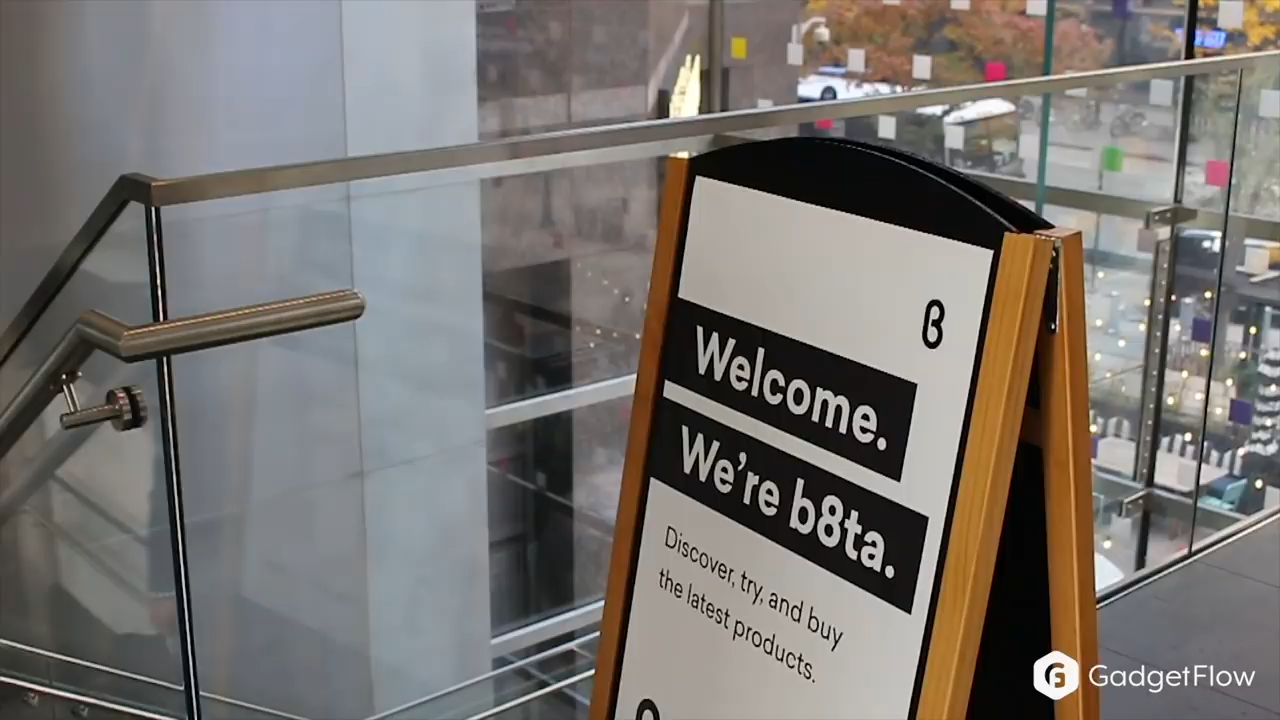 β
Welcome.
We're b8ta.
Discover, try, and buy
the latest products.
GadgetFlow